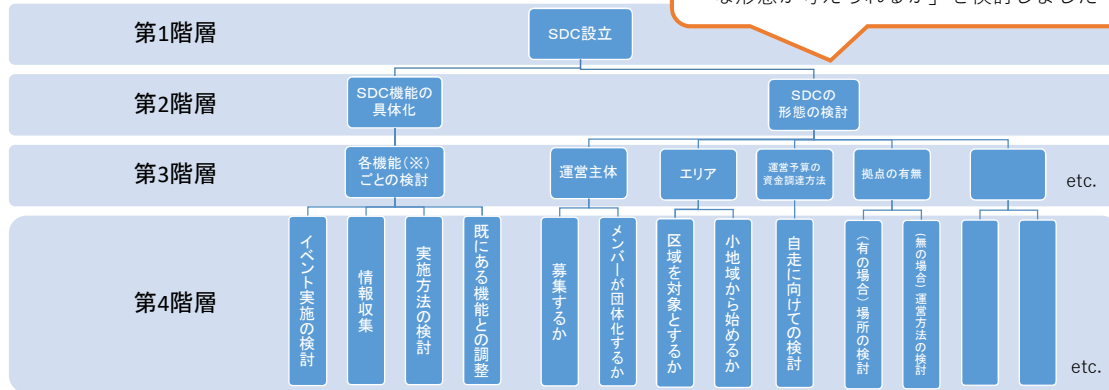 な形態が考えられるか」を検討しました
第1階層
SDC設立
第2階層
SDC機能の
具体化
SDCの
形態の検討
第3階層
各機能(※)
ごとの検討
運営主体
エリア
運営予算の
資金調達方法
拠点の有無
etc.
第4階層
イベント実施の検討
情報収集
実施方法の検討
既にある機能との調整
募集するか
メンバーが団体化するか
区域を対象とするか
小地域から始めるか
自走に向けての検討
(有の場合)場所の検討
(無の場合)運営方法の検討
etc.